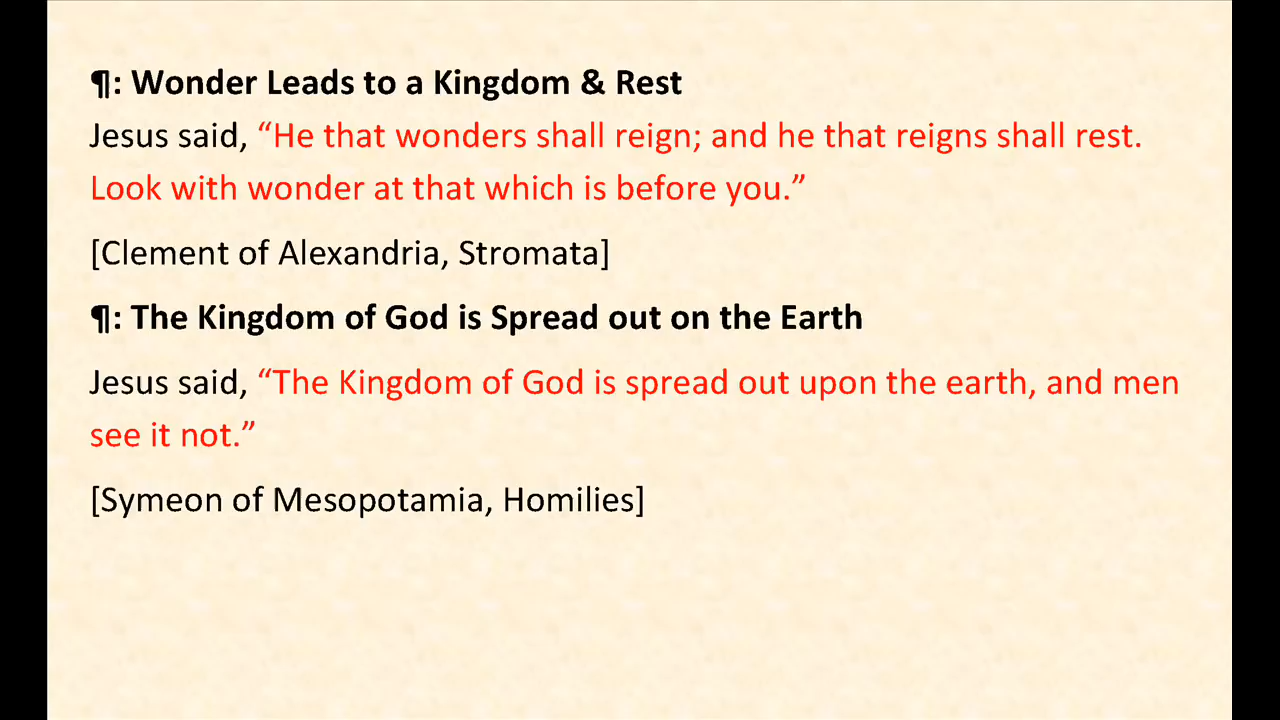 ¶: Wonder Leads to a Kingdom & Rest
Jesus said, “He that wonders shall reign; and he that reigns shall rest.
Look with wonder at that which is before you.”
[Clement of Alexandria, Stromata]
¶: The Kingdom of God is Spread out on the Earth
Jesus said, “The Kingdom of God is spread out upon the earth, and men
see it not.”
[Symeon of Mesopotamia, Homilies]